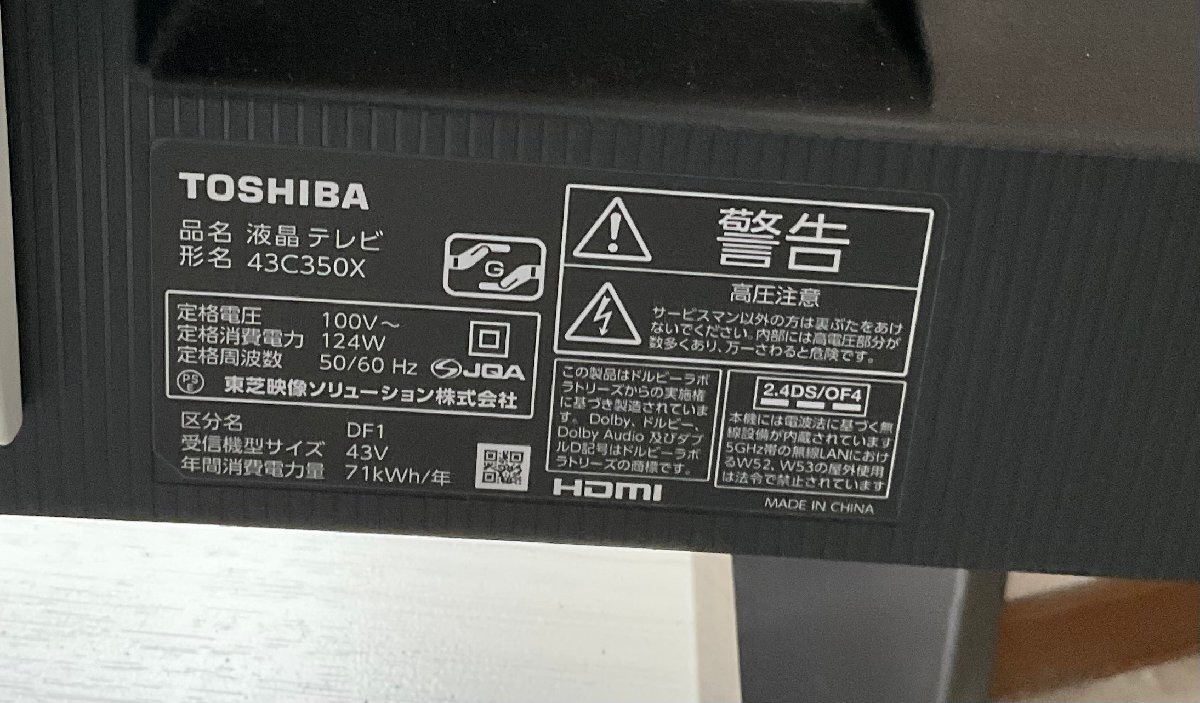 TOSHIBA
品名 液晶テレビ
形名 43C350X
G
定格電圧 100V～
定格消費電力 124W
定格周波数 50/60 Hz
JQA
PS
E
東芝映像ソリューション株式会社
区分名 DF1
受信機型サイズ 43V
年間消費電力量 71kWh/年
警告
高圧注意
サービスマン以外の方は裏ぶたをあけ
ないでください。内部には高電圧部分が
数多くあり、万一さわると危険です。
この製品はドルビーラボ
ラトリーズからの実施権
に基づき製造されていま
す。Dolby、ドルビー、
Dolby Audio 及びダブ
ルD記号はドルビーラボ
ラトリーズの商標です。
HDMI
2.4DS/OF4
本機には電波法に基づく無
線設備が内蔵されています
5GHz帯の無線LANにおけ
るW52、W53の屋外使用
は法令で禁止されています
MADE IN CHINA